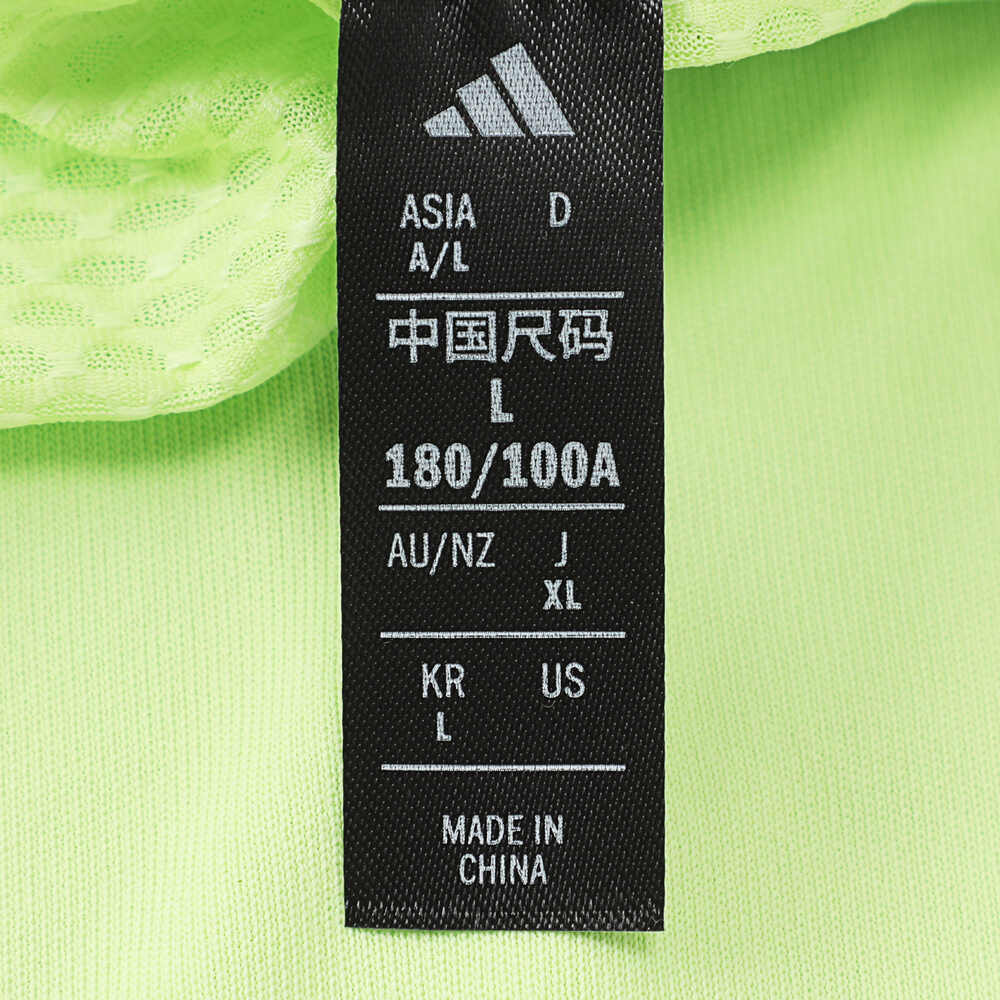 ASIA D
A/L
中国尺码
L
180/100A
AU/NZ J
XL
KR US
L
MADE IN
CHINA